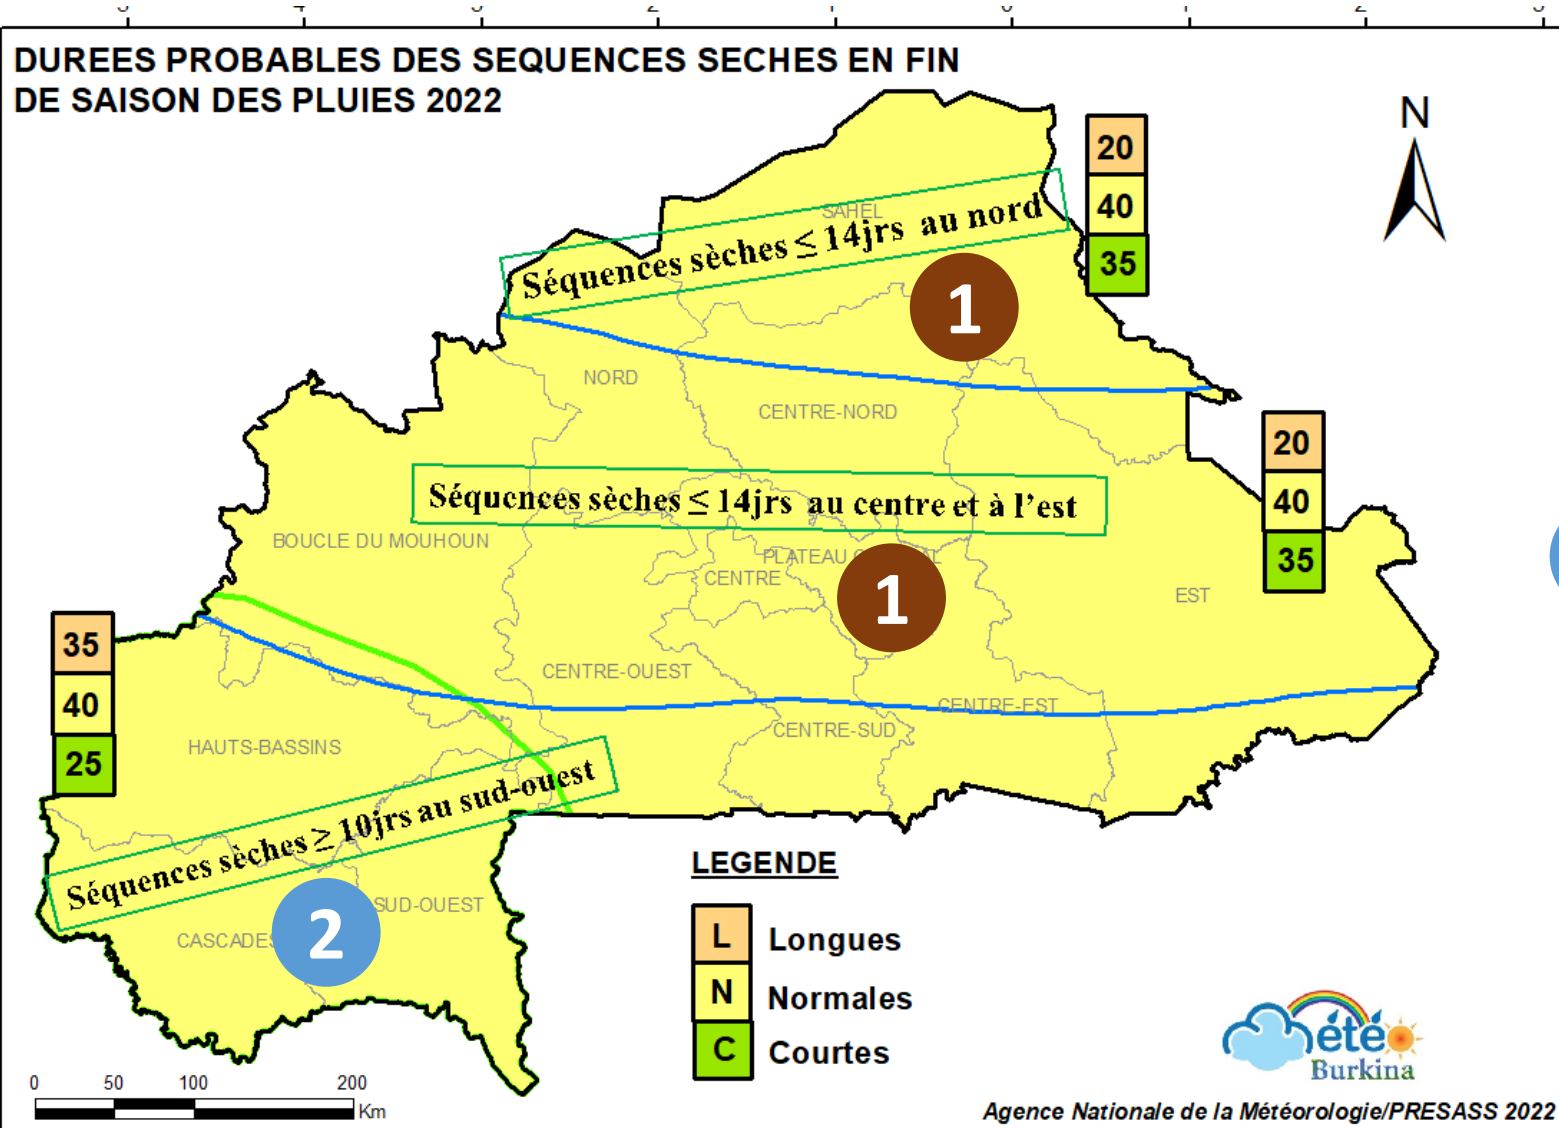 DUREES PROBABLES DES SEQUENCES SECHES EN FIN
DE SAISON DES PLUIES 2022
N
20
40
35
SAHEL
Séquences sèches ≤ 14jrs au nord
1
NORD
CENTRE-NORD
20
40
35
Séquences sèches ≤ 14jrs au centre et à l'est
BOUCLE DU MOUHOUN
PLATEAU
CENTRE
1
EST
35
40
25
CENTRE-OUEST
CENTRE-EST
CENTRE-SUD
HAUTS-BASSINS
Séquences sèches ≥ 10jrs au sud-ouest
2
SUD-OUEST
CASCADES
LEGENDE
L Longues
N Normales
C Courtes
0 50 100 200
Km
été
Burkina
Agence Nationale de la Météorologie/PRESASS 2022